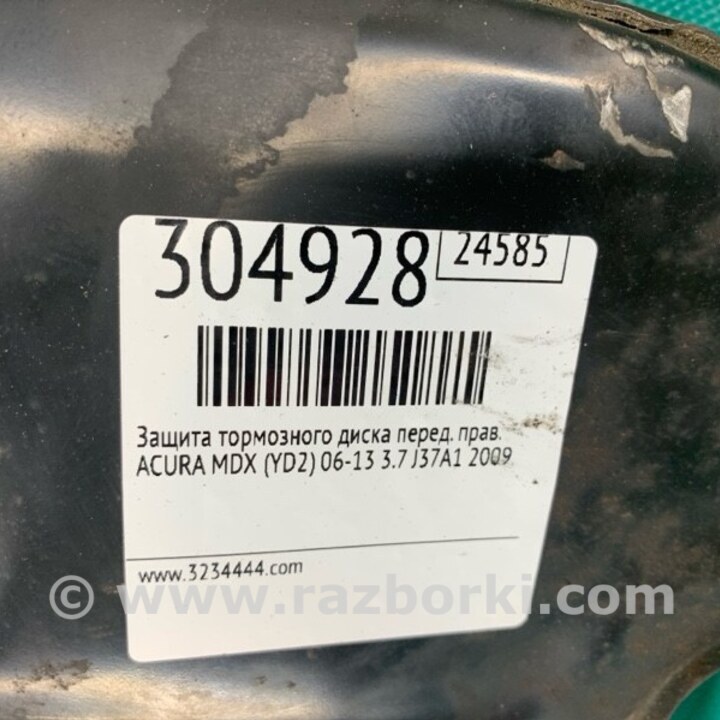 304928
24585
Защита тормозного диска перед. прав.
ACURA MDX (YD2) 06-13 3.7 J37A1 2009
www.3234444.com
© www.razborki.com